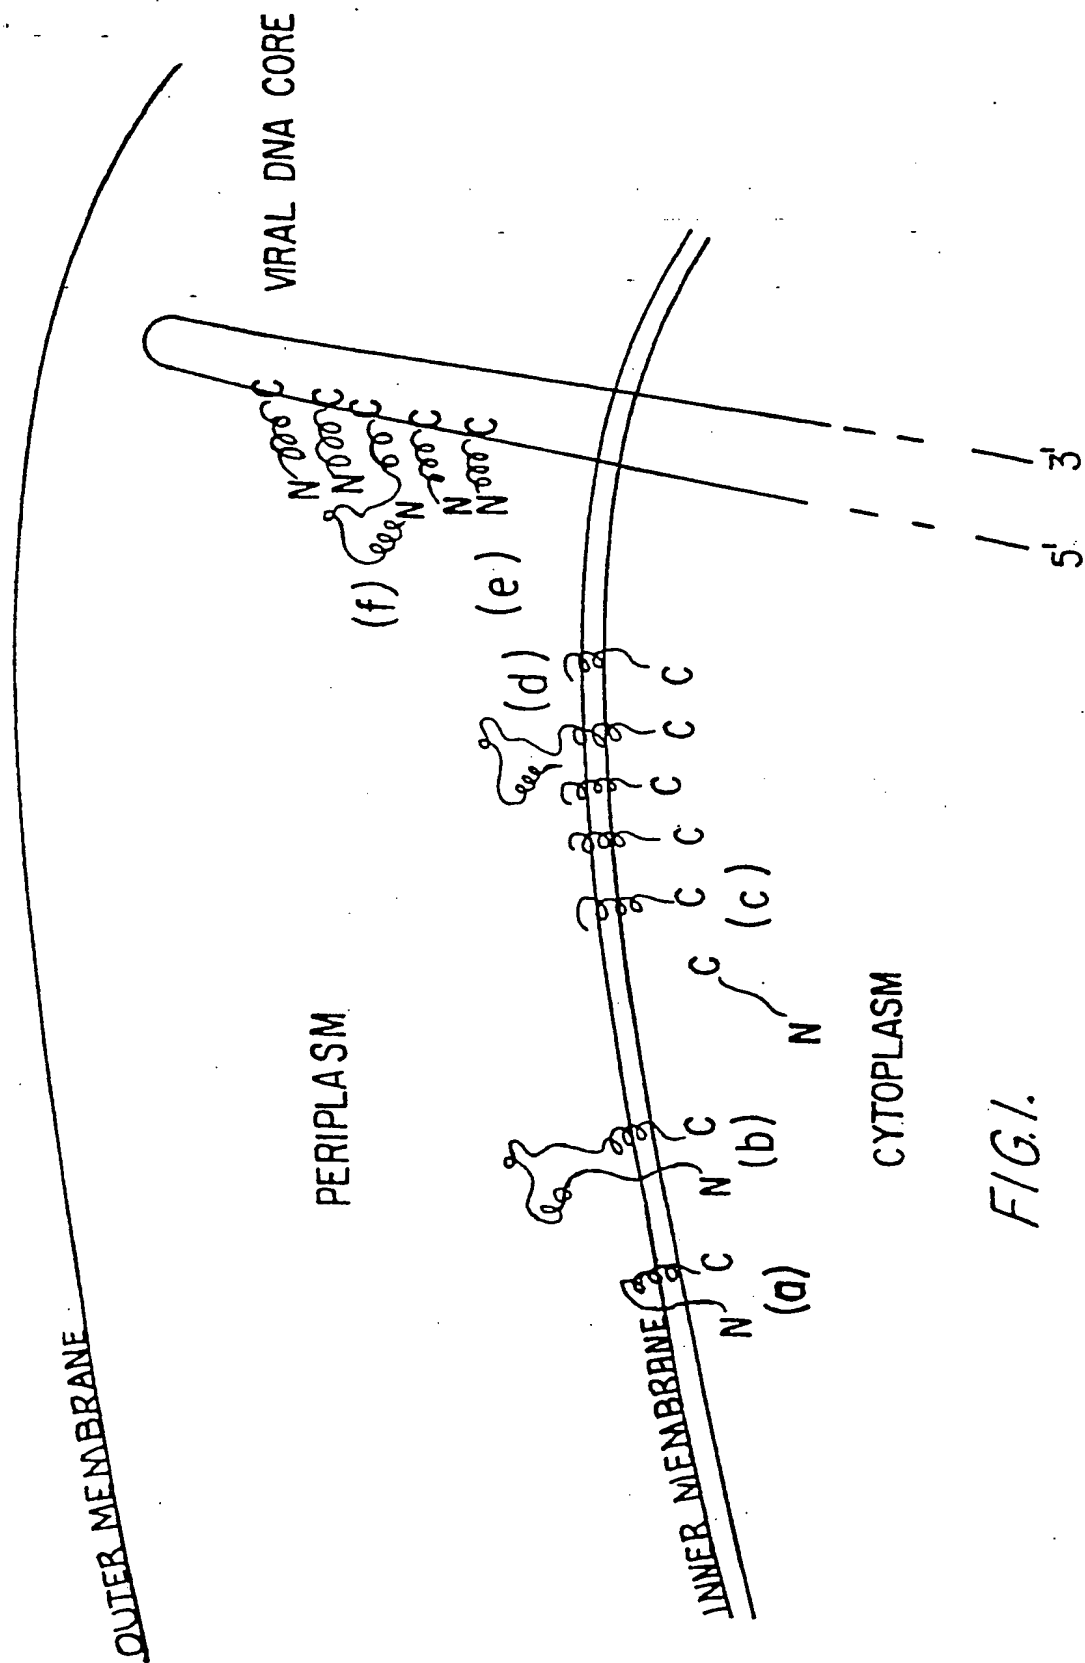 OUTER MEMBRANE
VIRAL DNA CORE
PERIPLASM
N C
N C
N C
N C
N C
(f)
(e)
(d)
INNER MEMBRANE
N C
(a)
N C
(b)
N C
C
(c)
C
C
C
C
CYTOPLASM
5'
3'
FIG.1.